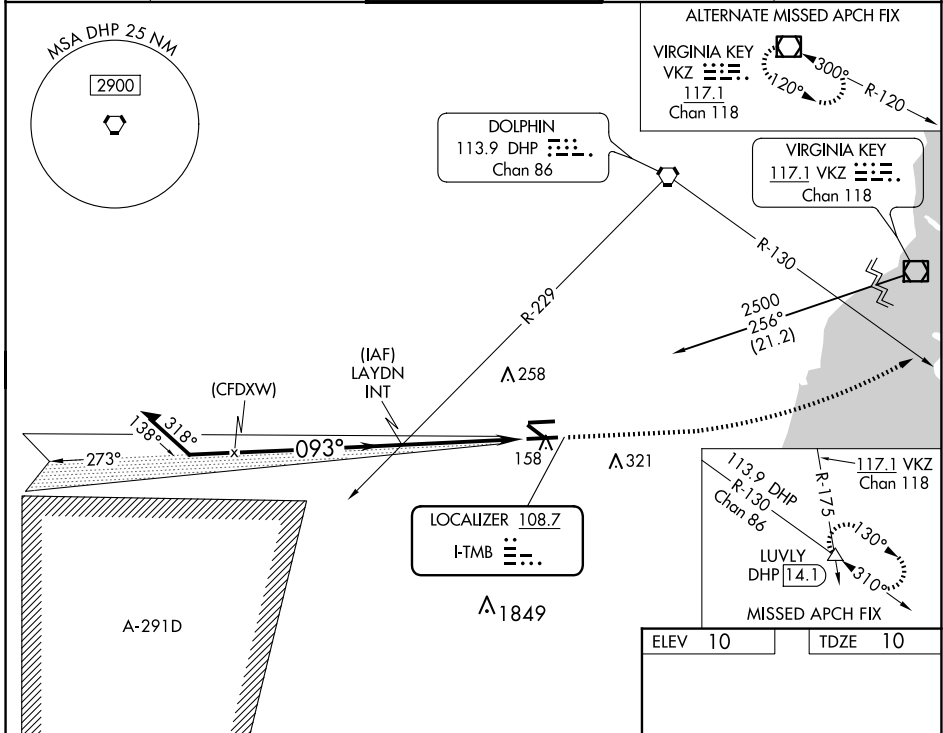 MSA DHP 25 NM
2900
ALTERNATE MISSED APCH FIX
VIRGINIA KEY
VKZ
117.1
Chan 118
300°
120°
R-120
DOLPHIN
113.9 DHP
Chan 86
VIRGINIA KEY
117.1 VKZ
Chan 118
R-130
R-229
2500
256°
(21.2)
(IAF)
LAYDN
INT
258
(CFDXW)
318°
138°
x
093°
273°
158
321
LOCALIZER 108.7
I-TMB
1849
A-291D
113.9 DHP
R-130
Chan 86
R-175
117.1 VKZ
Chan 118
130°
310°
LUVLY
DHP 14.1
MISSED APCH FIX
ELEV 10
TDZE 10